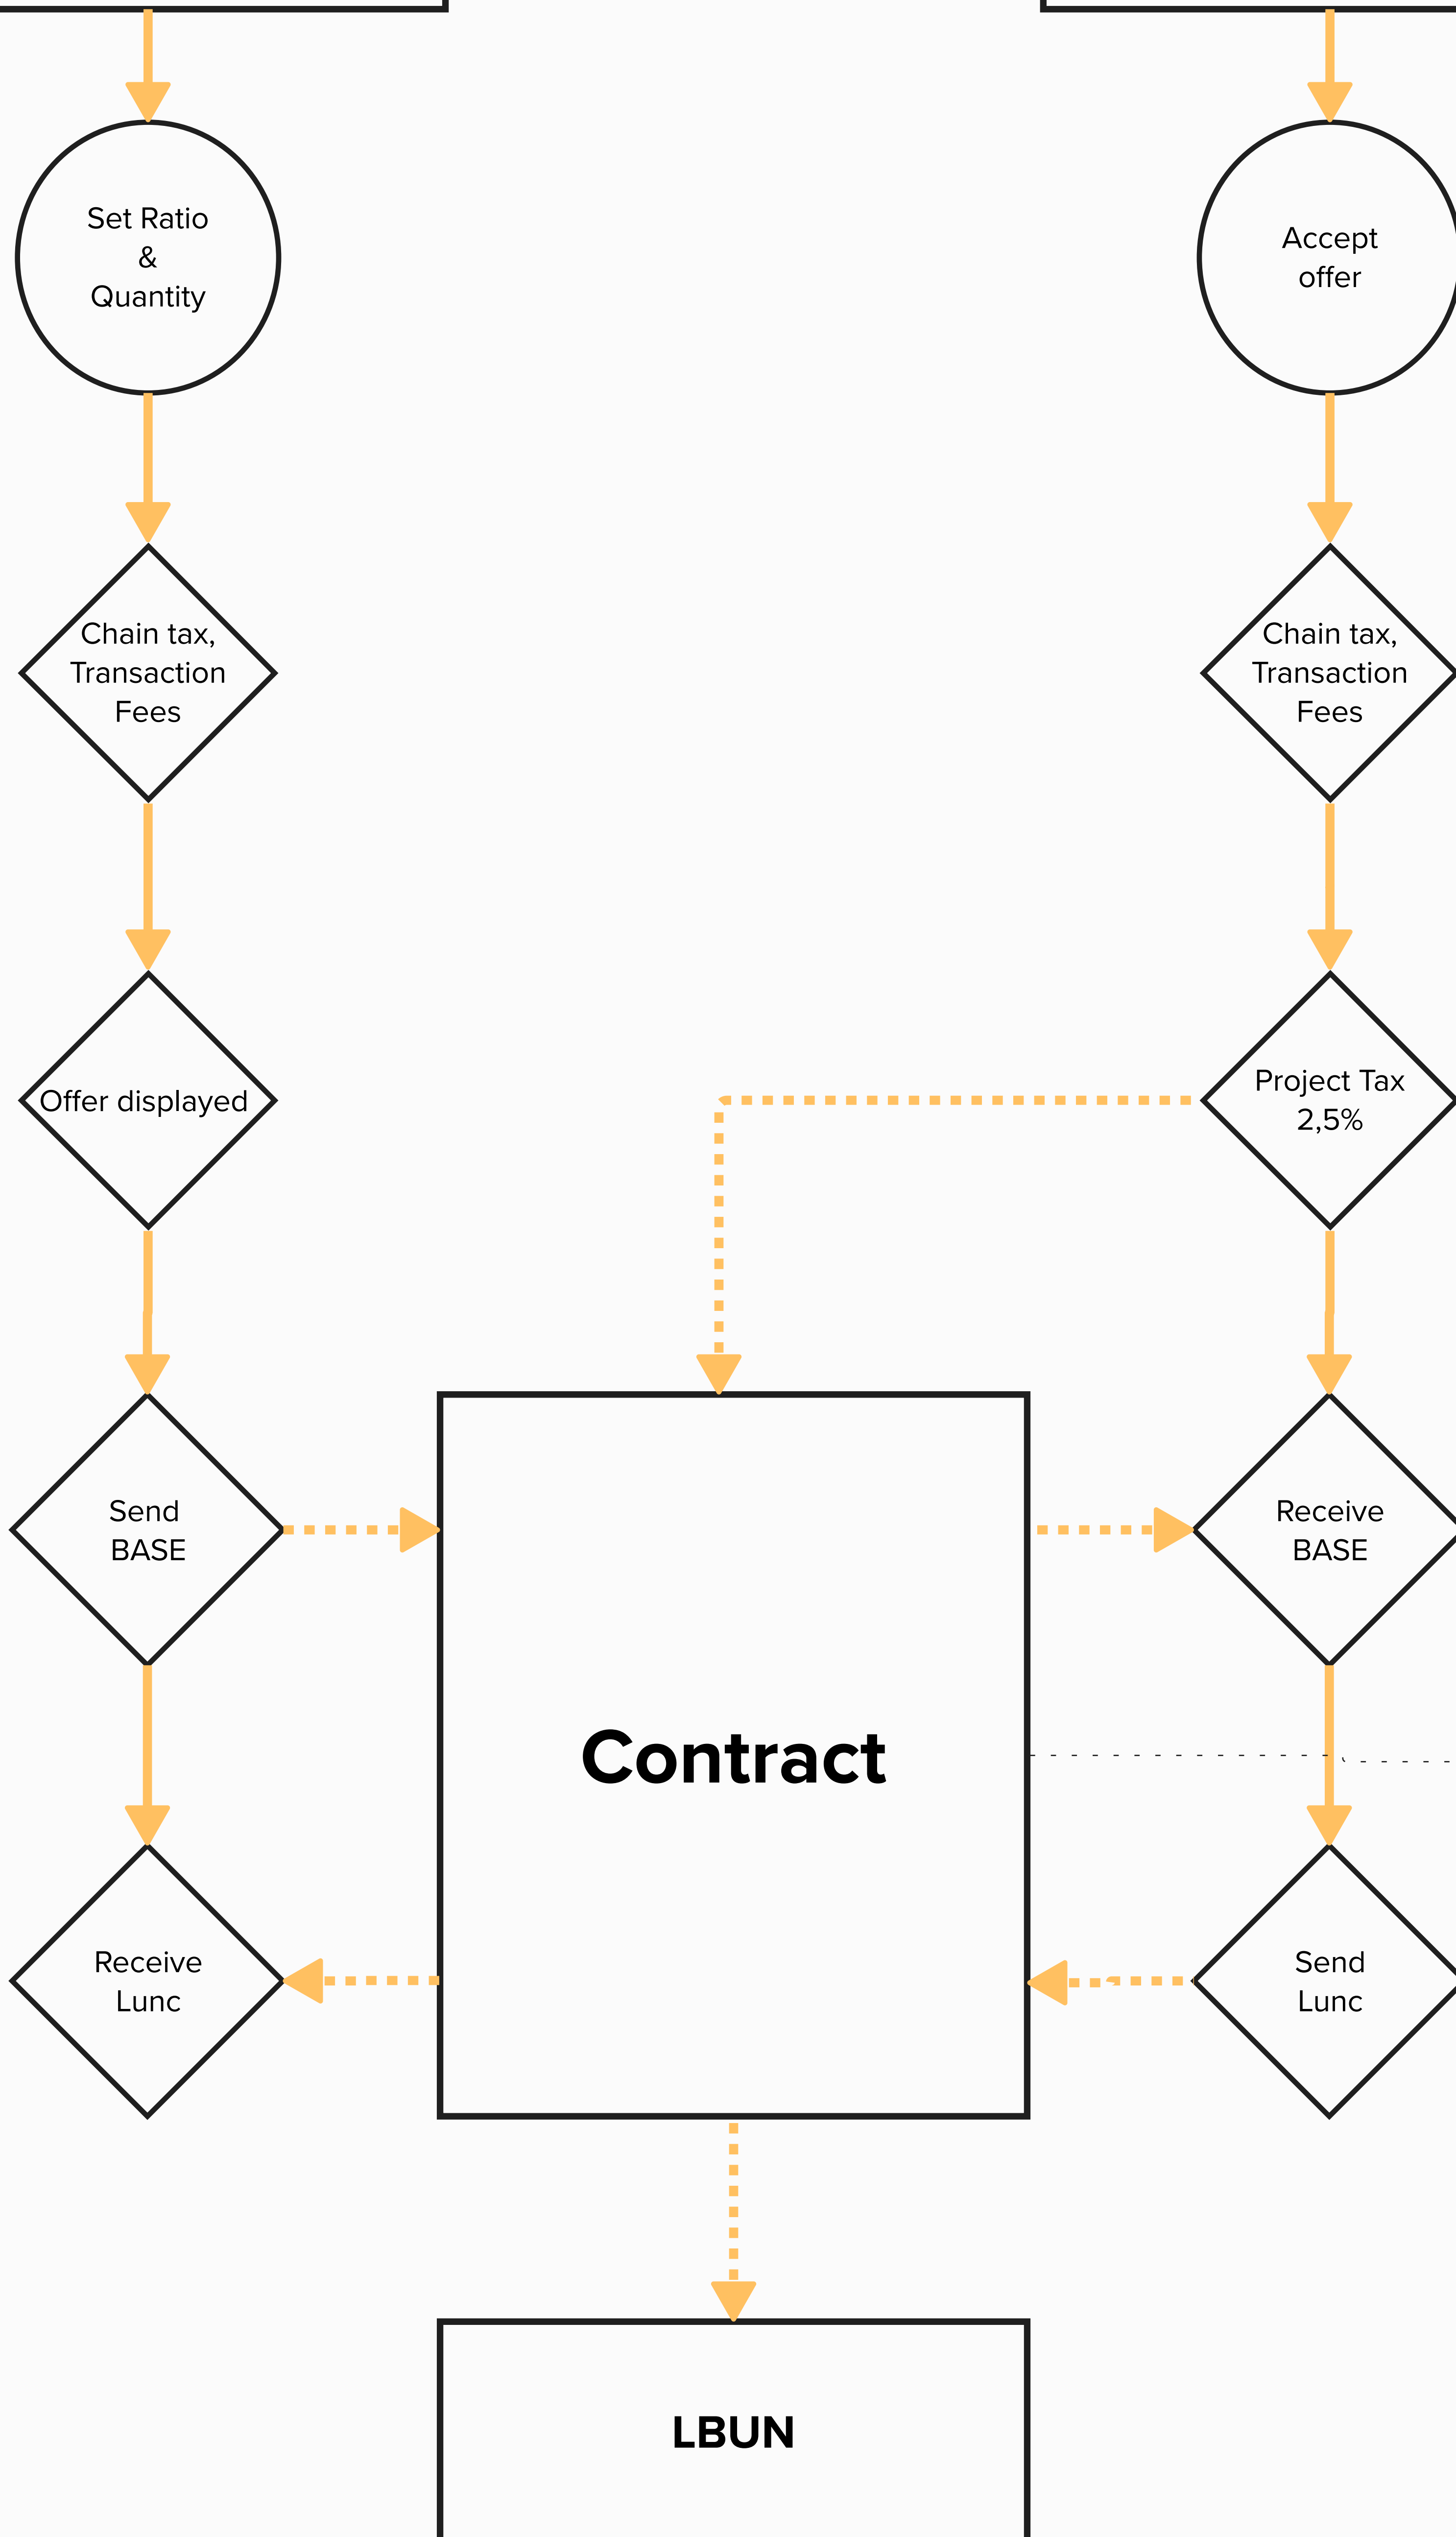 Set Ratio
&
Quantity
Accept
offer
Chain tax,
Transaction
Fees
Chain tax,
Transaction
Fees
Offer displayed
Project Tax
2,5%
Send
BASE
Receive
BASE
Contract
Receive
Lunc
Send
Lunc
LBUN